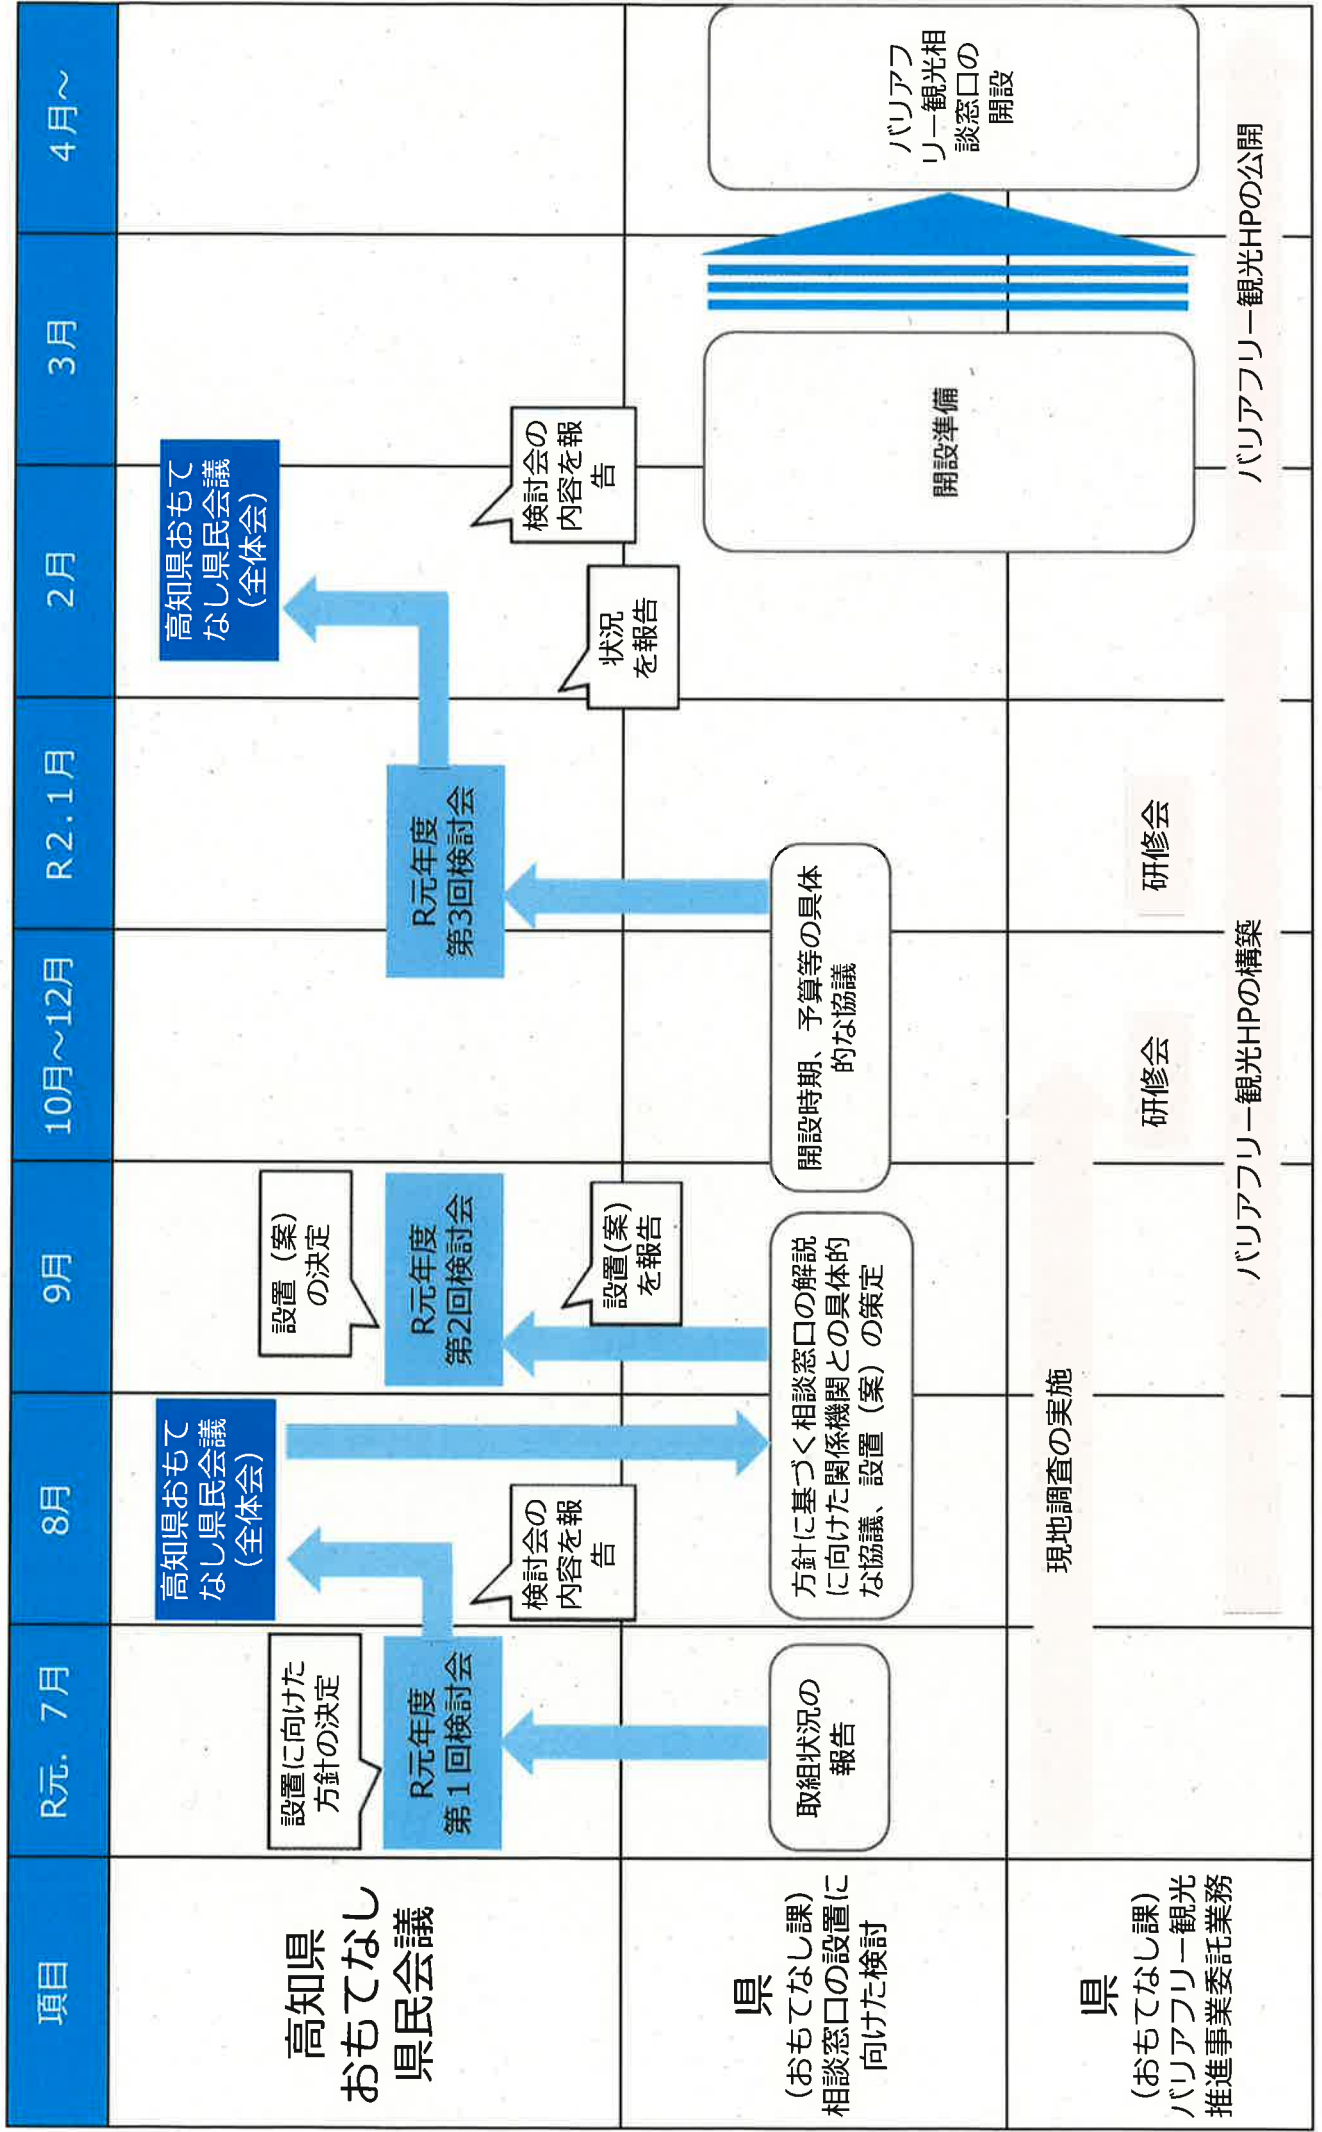 項目
R元．7月
8月
9月
10月～12月
R2.1月
2月
3月
4月～
高知県
おもてなし
県民会議
設置に向けた
方針の決定
R元年度
第１回検討会
高知県おもて
なし県民会議
（全体会）
検討会の
内容を報
告
設置（案）
の決定
R元年度
第2回検討会
設置(案)
を報告
R元年度
第3回検討会
状況
を報告
高知県おもて
なし県民会議
（全体会）
検討会の
内容を報
告
県
（おもてなし課）
相談窓口の設置に
向けた検討
取組状況の
報告
方針に基づく相談窓口の解説
に向けた関係機関との具体的
な協議、設置（案）の策定
開設時期、予算等の具体
的な協議
開設準備
バリアフ
リー観光相
談窓口の
開設
県
（おもてなし課）
バリアフリー観光
推進事業委託業務
現地調査の実施
研修会
研修会
バリアフリー観光HPの構築
バリアフリー観光HPの公開